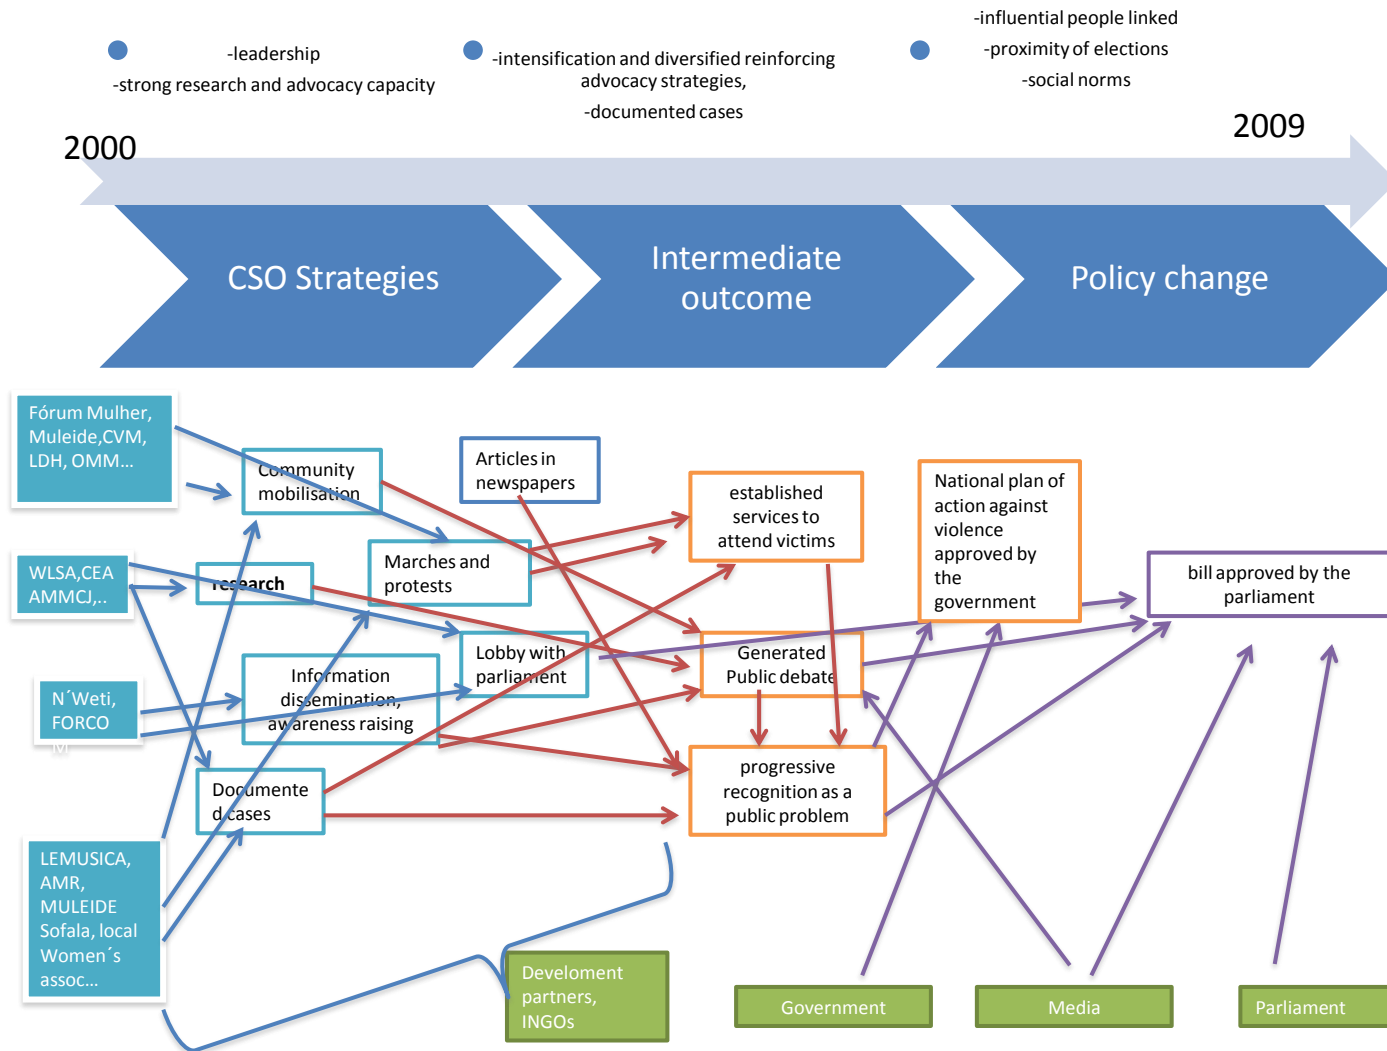 -leadership
-strong research and advocacy capacity
-intensification and diversified reinforcing
advocacy strategies,
-documented cases
-influential people linked
-proximity of elections
-social norms
2000
2009
CSO Strategies
Intermediate
outcome
Policy change
Fórum Mulher,
Muleide,CVM,
LDH, OMM...
WLSA,CEA
AMMCJ,..
N´Weti,
FORCO
M
LEMUSICA,
AMR,
MULEIDE
Sofala, local
Women´s
assoc...
Community
mobilisation
research
Information
dissemination,
awareness raising
Documente
d cases
Marches and
protests
Articles in
newspapers
Lobby with
parliament
established
services to
attend victims
Generated
Public debate
progressive
recognition as a
public problem
National plan of
action against
violence
approved by
the
government
bill approved by the
parliament
Develoment
partners,
INGOs
Government
Media
Parliament